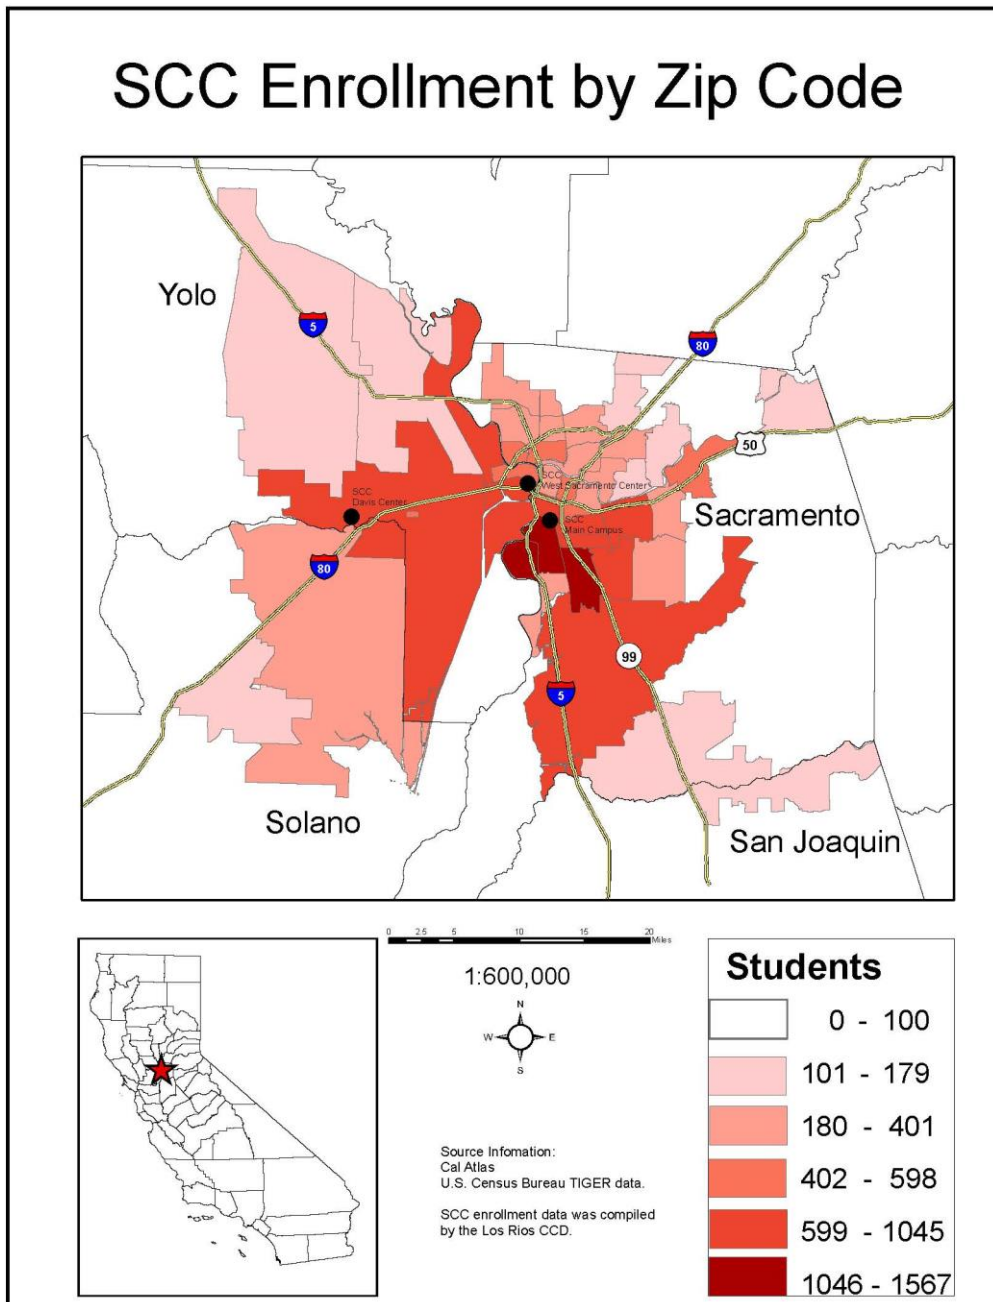 SCC Enrollment by Zip Code
Yolo
5
80
50
SCC
West Sacramento Center
SCC
Davis Center
SCC
Main Campus
Sacramento
80
99
5
Solano
San Joaquin
0 2.5 5 10 15 20
Miles
1:600,000
N
W E
S
Source Infomation:
Cal Atlas
U.S. Census Bureau TIGER data.
SCC enrollment data was compiled
by the Los Rios CCD.
Students
0 - 100
101 - 179
180 - 401
402 - 598
599 - 1045
1046 - 1567